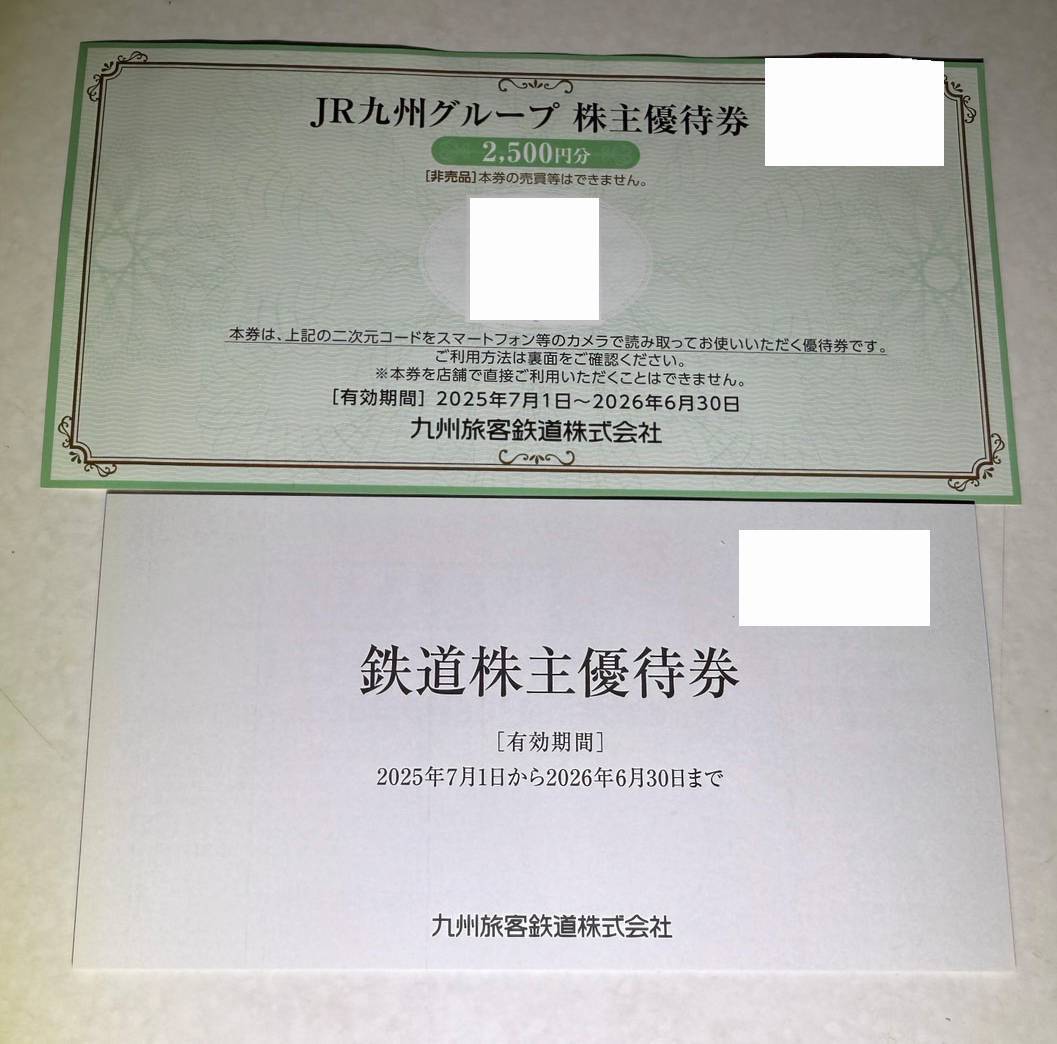 JR九州グループ 株主優待券
2,500円分
[非売品]本券の売買等はできません。
本券は、上記の二次元コードをスマートフォン等のカメラで読み取ってお使いいただく優待券です。
ご利用方法は裏面をご確認ください。
※本券を店舗で直接ご利用いただくことはできません。
[有効期間] 2025年7月1日〜2026年6月30日
九州旅客鉄道株式会社
鉄道株主優待券
[有効期間]
2025年7月1日から2026年6月30日まで
九州旅客鉄道株式会社